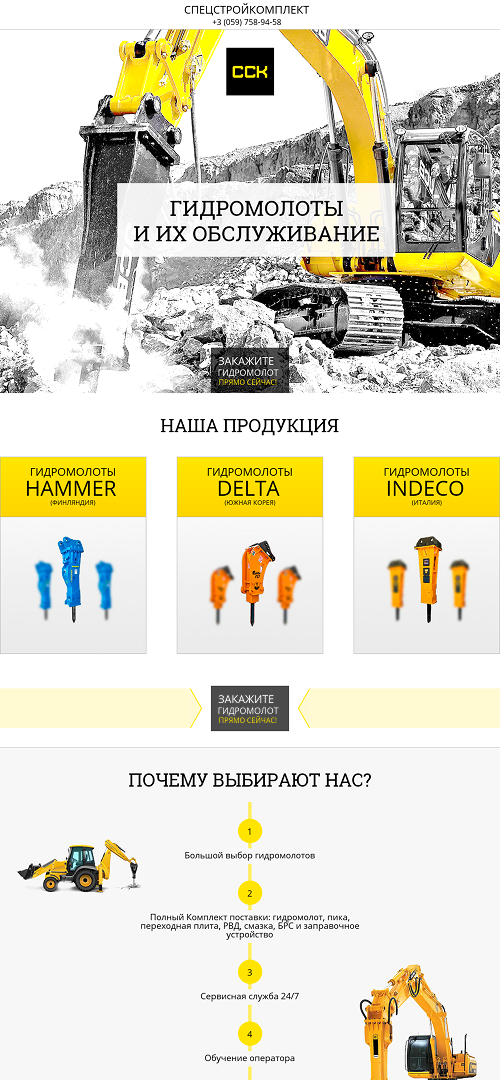 СПЕЦСТРОЙКОМПЛЕКТ
+3 (059) 758-94-58
ССК
ГИДРОМОЛОТЫ
И ИХ ОБСЛУЖИВАНИЕ
ЗАКАЖИТЕ
ГИДРОМОЛОТ
ПРЯМО СЕЙЧАС!
НАША ПРОДУКЦИЯ
ГИДРОМОЛОТЫ
HAMMER
(ФИНЛЯНДИЯ)
ГИДРОМОЛОТЫ
DELTA
(ЮЖНАЯ КОРЕЯ)
ГИДРОМОЛОТЫ
INDECO
(ИТАЛИЯ)
ЗАКАЖИТЕ
ГИДРОМОЛОТ
ПРЯМО СЕЙЧАС!
ПОЧЕМУ ВЫБИРАЮТ НАС?
1
Большой выбор гидромолотов
2
Полный Комплект поставки: гидромолот, пика,
переходная плита, РВД, смазка, БРС и заправочное
устройство
3
Сервисная служба 24/7
4
Обучение оператора